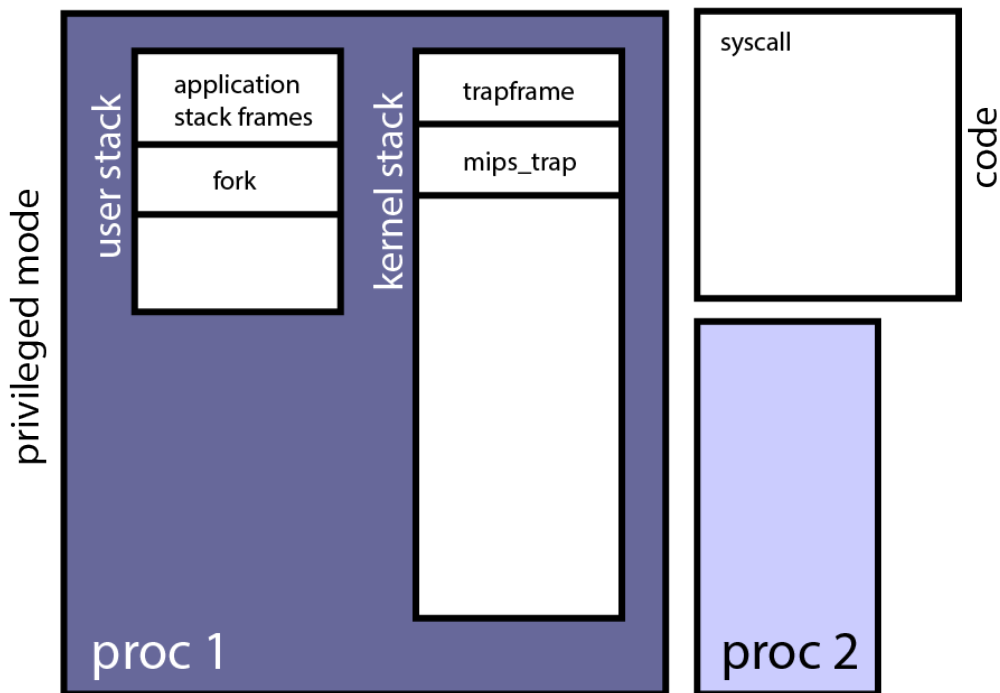 privileged mode
user stack
application
stack frames
fork
kernel stack
trapframe
mips_trap
syscall
code
proc 1
proc 2